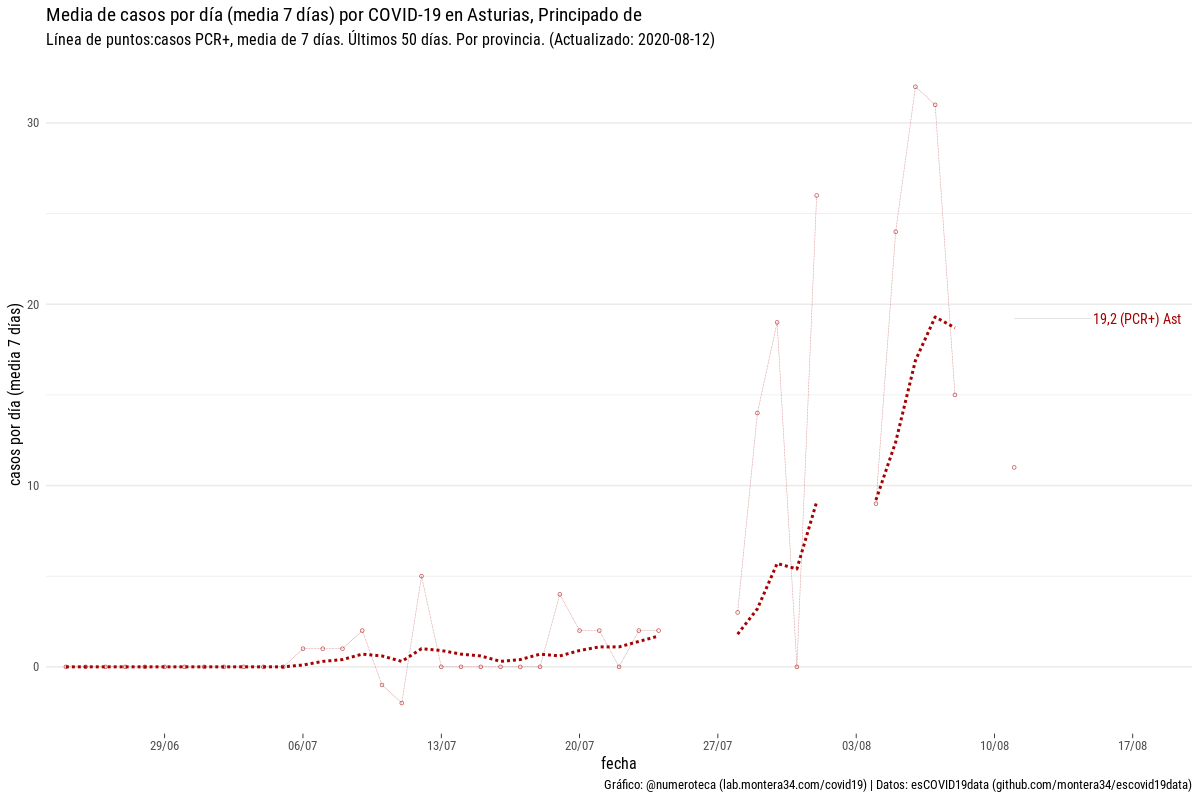 Media de casos por día (media 7 días) por COVID-19 en Asturias, Principado de
Línea de puntos:casos PCR+, media de 7 días. Últimos 50 días. Por provincia. (Actualizado: 2020-08-12)
casos por día (media 7 días)
30
20
10
0
19,2 (PCR+) Ast
29/06
06/07
13/07
20/07
27/07
03/08
10/08
17/08
fecha
Gráfico: @numeroteca (lab.montera34.com/covid19) | Datos: esCOVID19data (github.com/montera34/escovid19data)